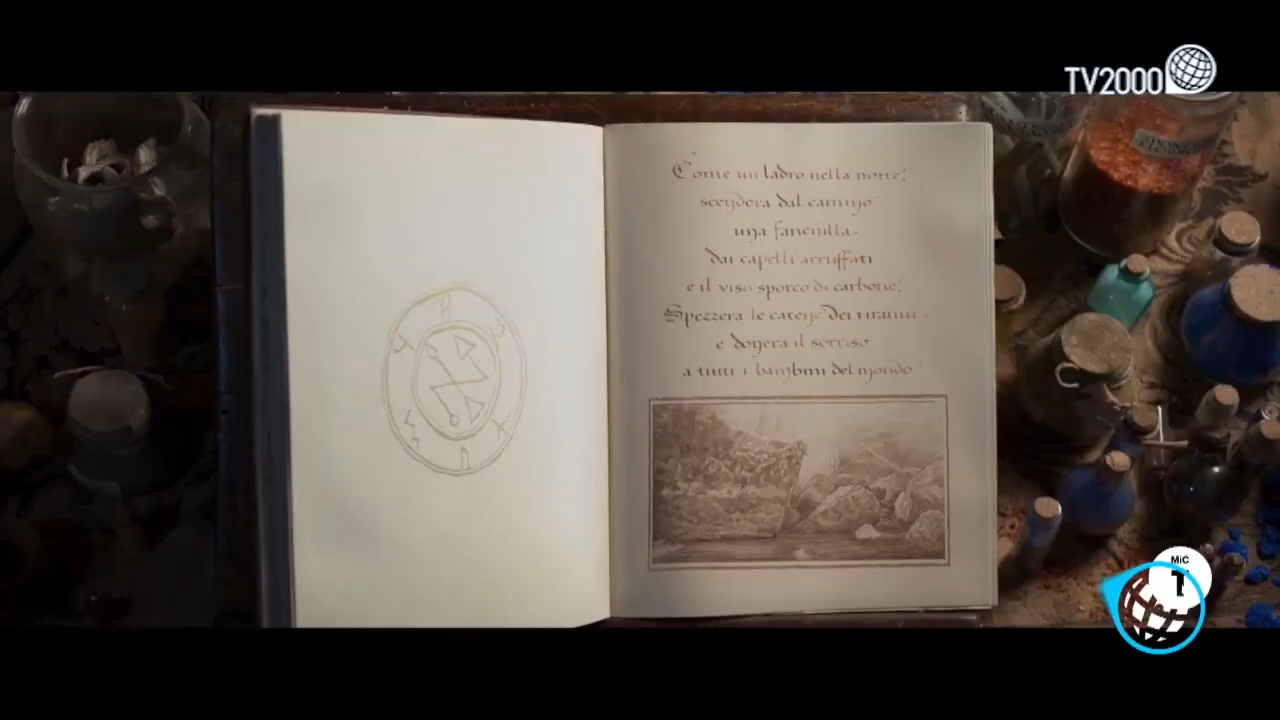 TV2000
Come un ladro nella notte,
scenderà dal camino
una fanciulla
dai capelli arruffati
e il viso sporco di carbone.
Spezzerà le catene dei tiranni
e donerà il sorriso
a tutti i bambini del mondo
MiC
T